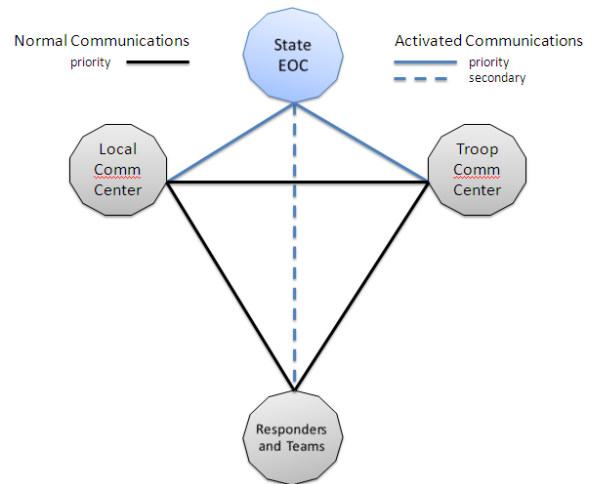 Normal Communications
priority
State
EOC
Activated Communications
priority
secondary
Local
Comm
Center
Troop
Comm
Center
Responders
and Teams